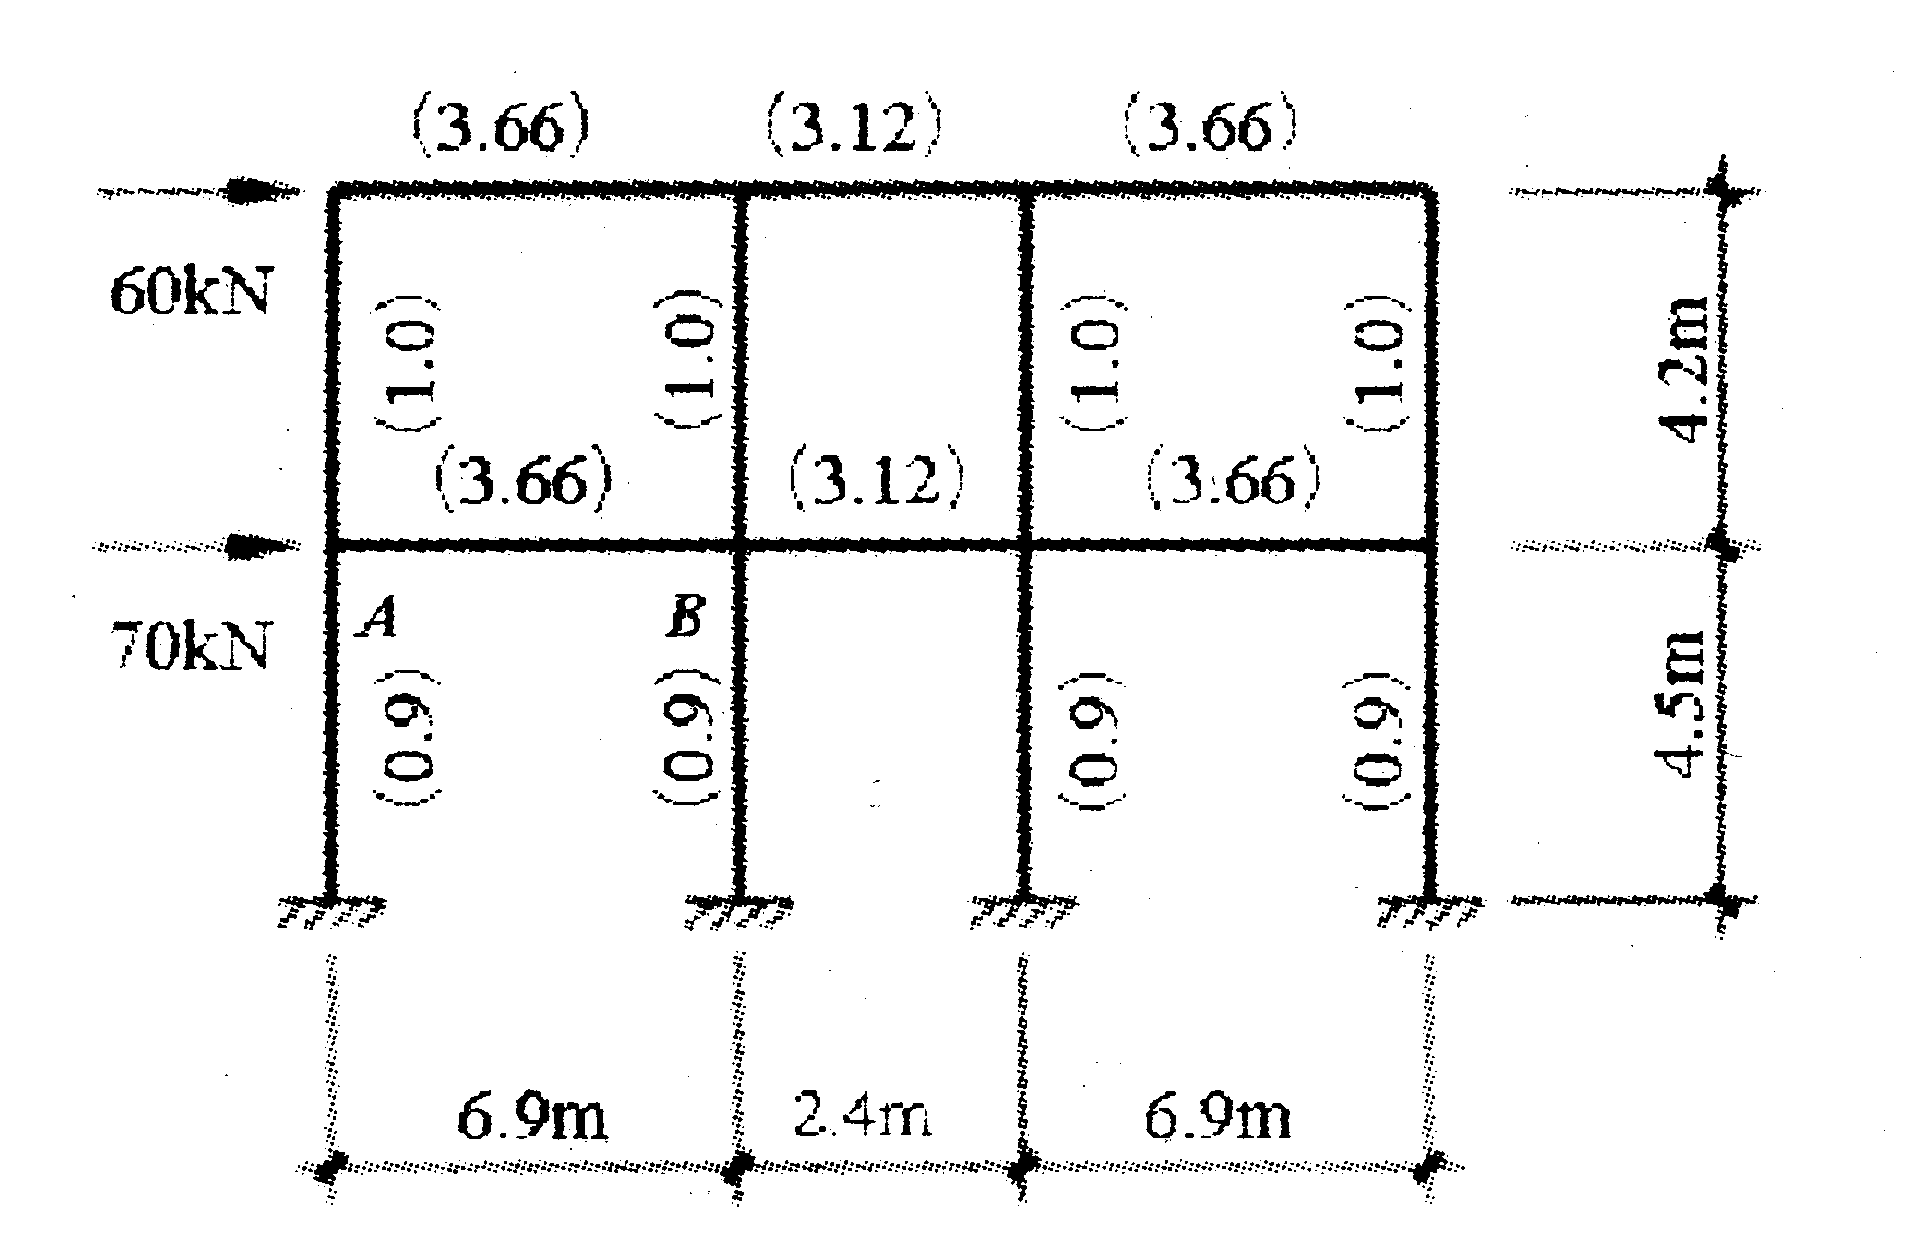 (3.66) (3.12) (3.66)
60kN
(1.0) (1.0) (1.0) (1.0)
4.2m
(3.66) (3.12) (3.66)
A B
70kN
(0.9) (0.9) (0.9) (0.9)
4.5m
6.9m 2.4m 6.9m